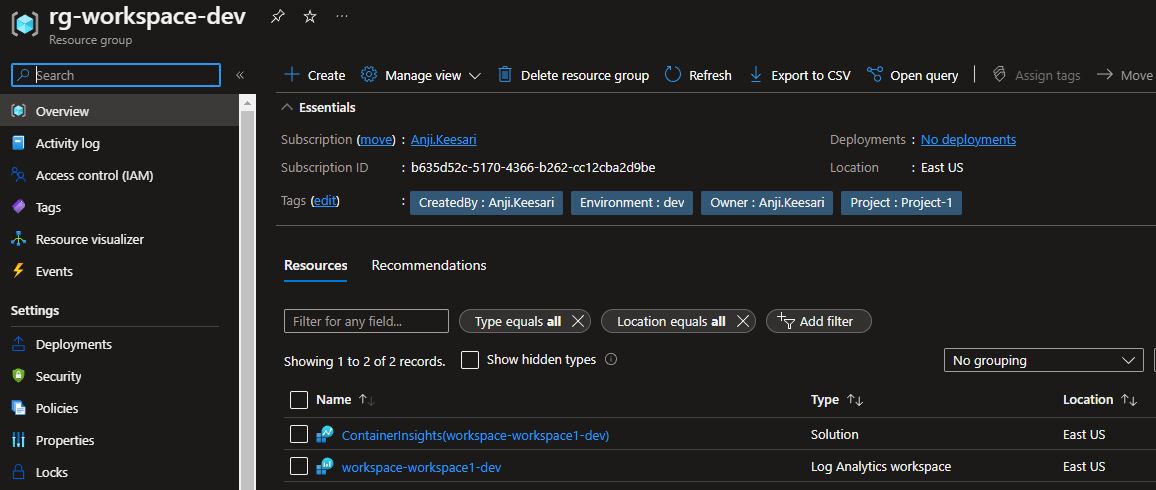 rg-workspace-dev
Resource group
Search
Overview
Activity log
Access control (IAM)
Tags
Resource visualizer
Events
Settings
Deployments
Security
Policies
Properties
Locks
Create Manage view Delete resource group Refresh Export to CSV Open query Assign tags Move
Essentials
Subscription (move) : Anji.Keesari Deployments : No deployments
Subscription ID : b635d52c-5170-4366-b262-cc12cba2d9be Location : East US
Tags (edit) : CreatedBy : Anji.Keesari Environment : dev Owner : Anji.Keesari Project : Project-1
Resources Recommendations
Filter for any field... Type equals all Location equals all Add filter
Showing 1 to 2 of 2 records. Show hidden types No grouping
Name Type Location
ContainerInsights(workspace-workspace1-dev) Solution East US
workspace-workspace1-dev Log Analytics workspace East US